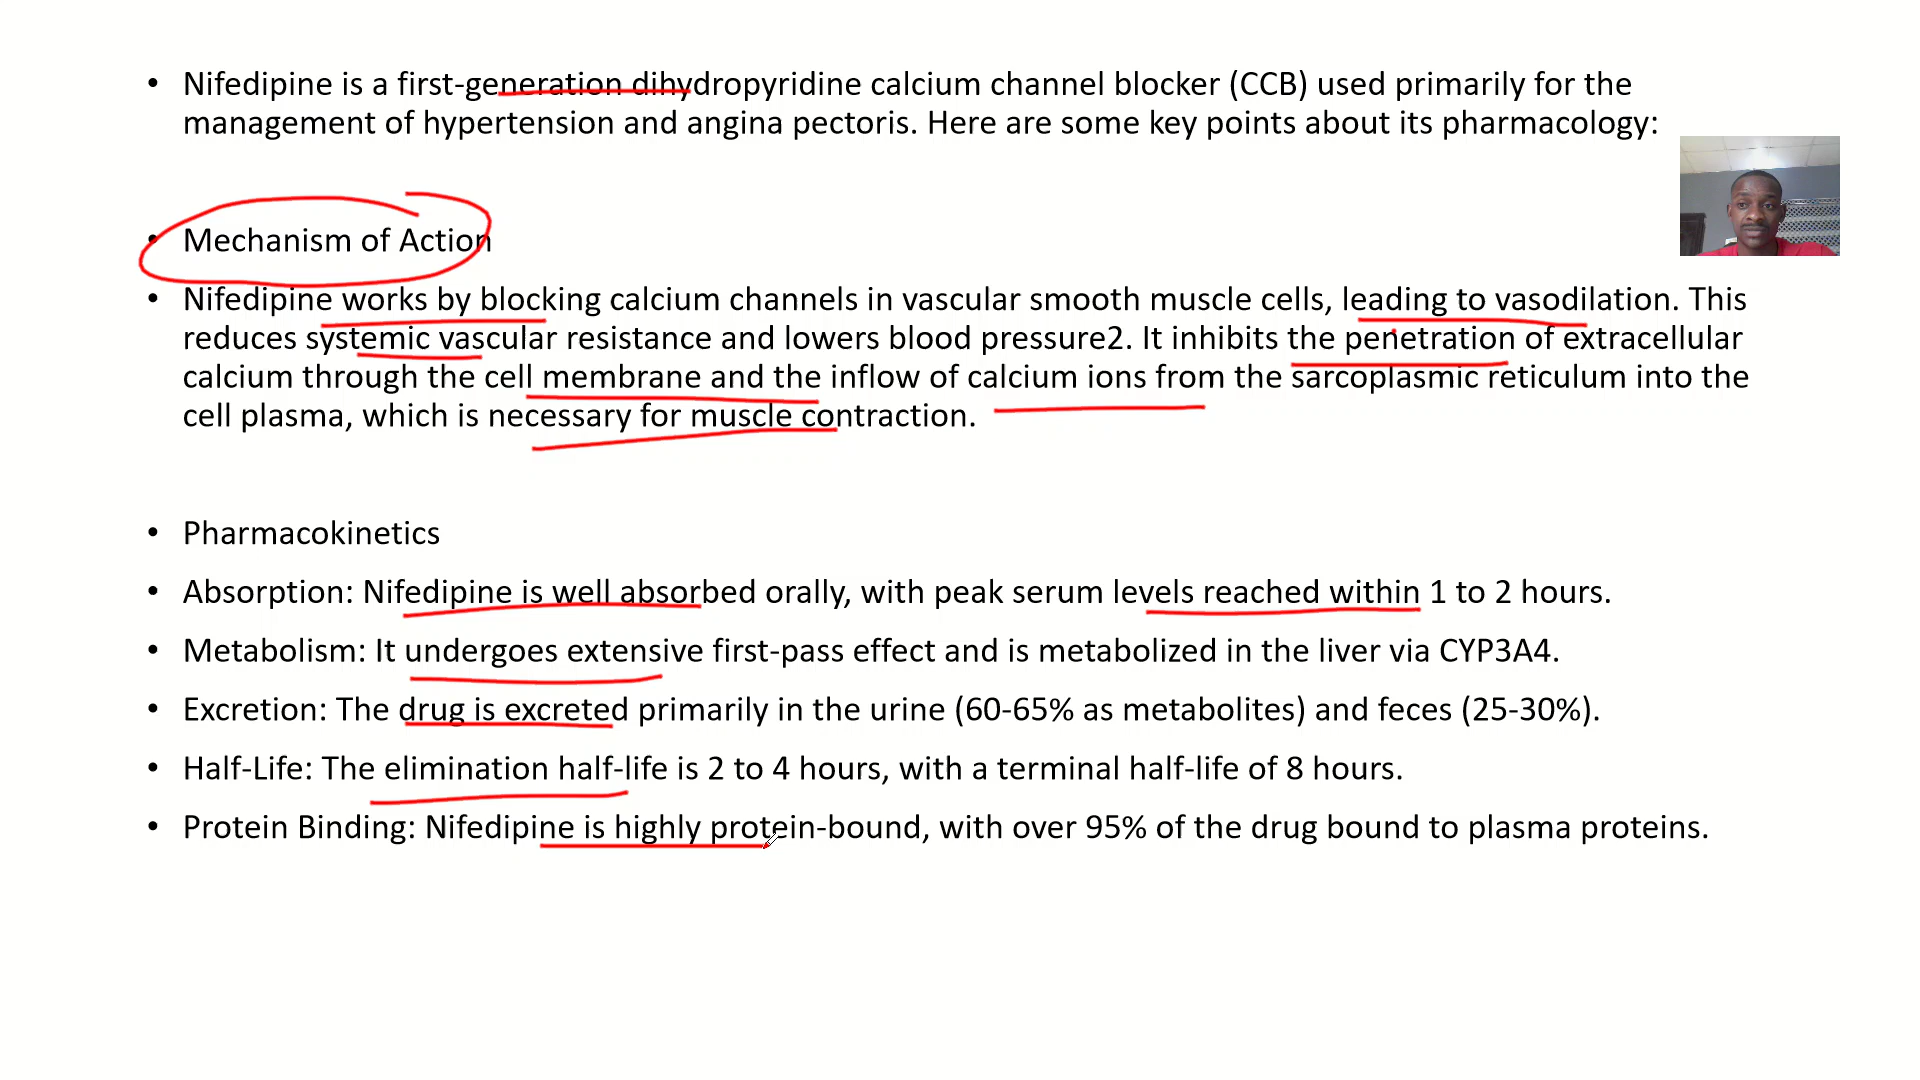 • Nifedipine is a first-generation dihydropyridine calcium channel blocker (CCB) used primarily for the
management of hypertension and angina pectoris. Here are some key points about its pharmacology:
• Mechanism of Action
• Nifedipine works by blocking calcium channels in vascular smooth muscle cells, leading to vasodilation. This
reduces systemic vascular resistance and lowers blood pressure2. It inhibits the penetration of extracellular
calcium through the cell membrane and the inflow of calcium ions from the sarcoplasmic reticulum into the
cell plasma, which is necessary for muscle contraction.
• Pharmacokinetics
• Absorption: Nifedipine is well absorbed orally, with peak serum levels reached within 1 to 2 hours.
• Metabolism: It undergoes extensive first-pass effect and is metabolized in the liver via CYP3A4.
• Excretion: The drug is excreted primarily in the urine (60-65% as metabolites) and feces (25-30%).
• Half-Life: The elimination half-life is 2 to 4 hours, with a terminal half-life of 8 hours.
• Protein Binding: Nifedipine is highly protein-bound, with over 95% of the drug bound to plasma proteins.